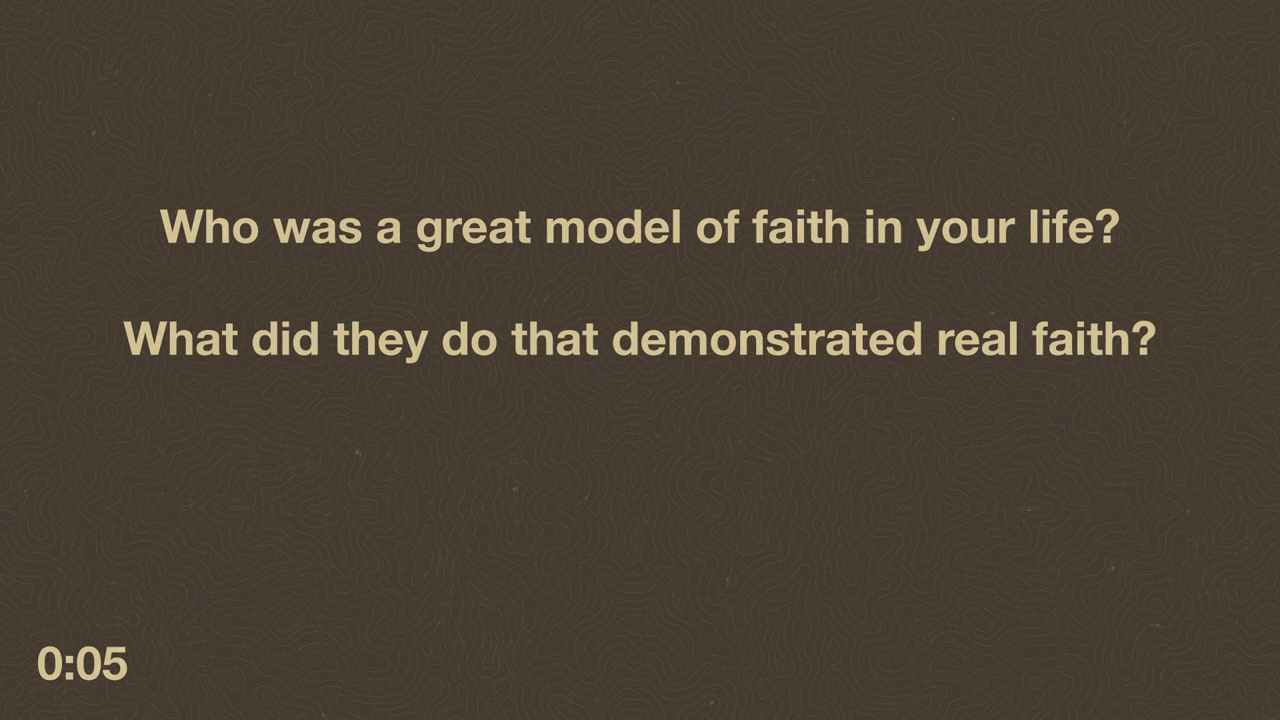 Who was a great model of faith in your life?
What did they do that demonstrated real faith?
0:05